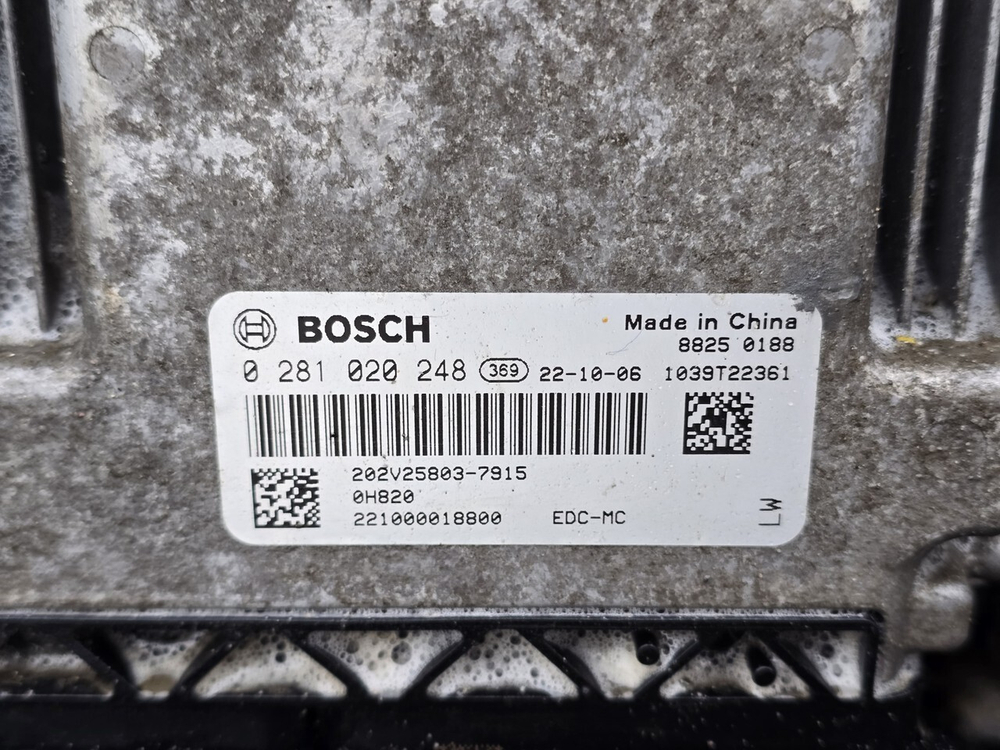 BOSCH
Made in China
8825 0188
0 281 020 248 369 22-10-06 1039T22361
202V25803-7915
0H820
221000018800 EDC-MC
LM